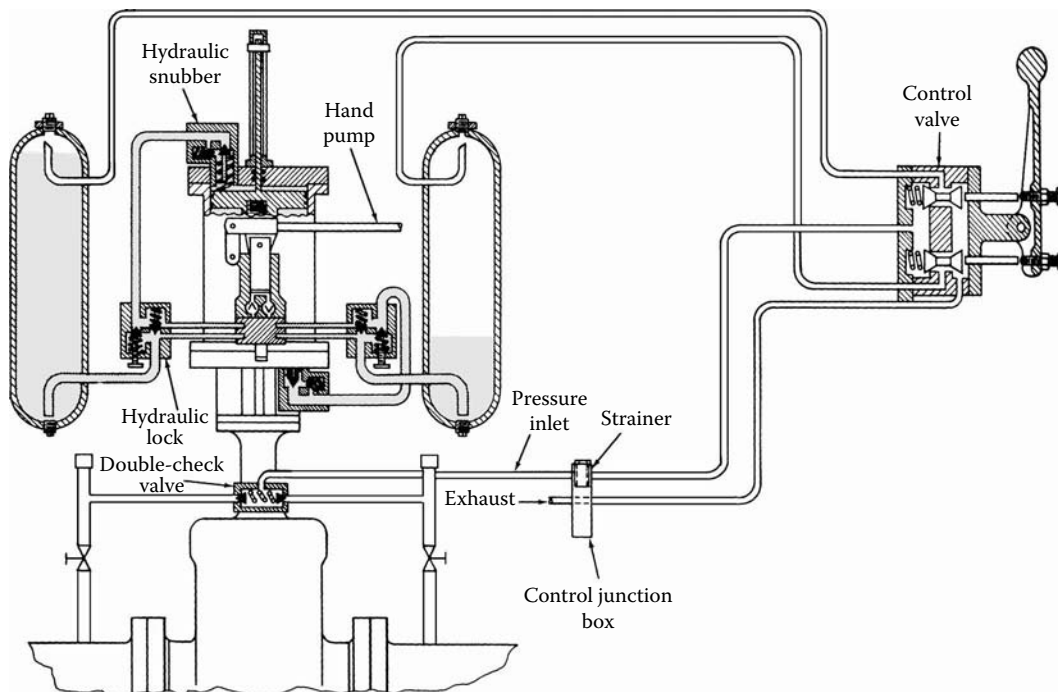 Hydraulic
snubber
Hand
pump
Control
valve
Hydraulic
lock
Double-check
valve
Pressure
inlet
Strainer
Exhaust
Control junction
box